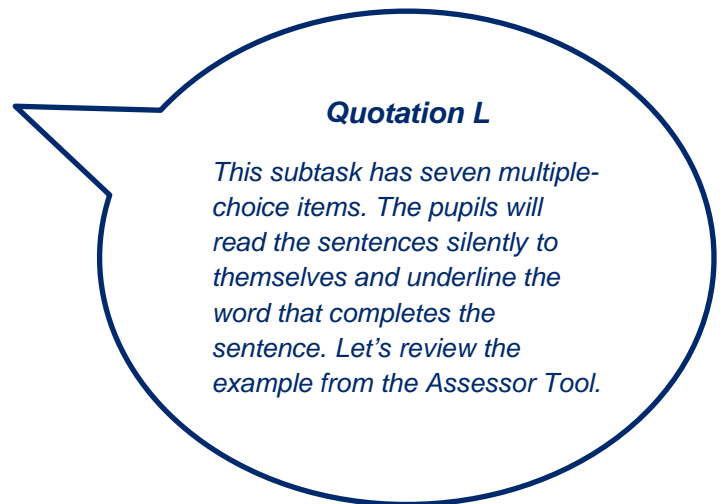 Quotation L
This subtask has seven multiple-
choice items. The pupils will
read the sentences silently to
themselves and underline the
word that completes the
sentence. Let’s review the
example from the Assessor Tool.